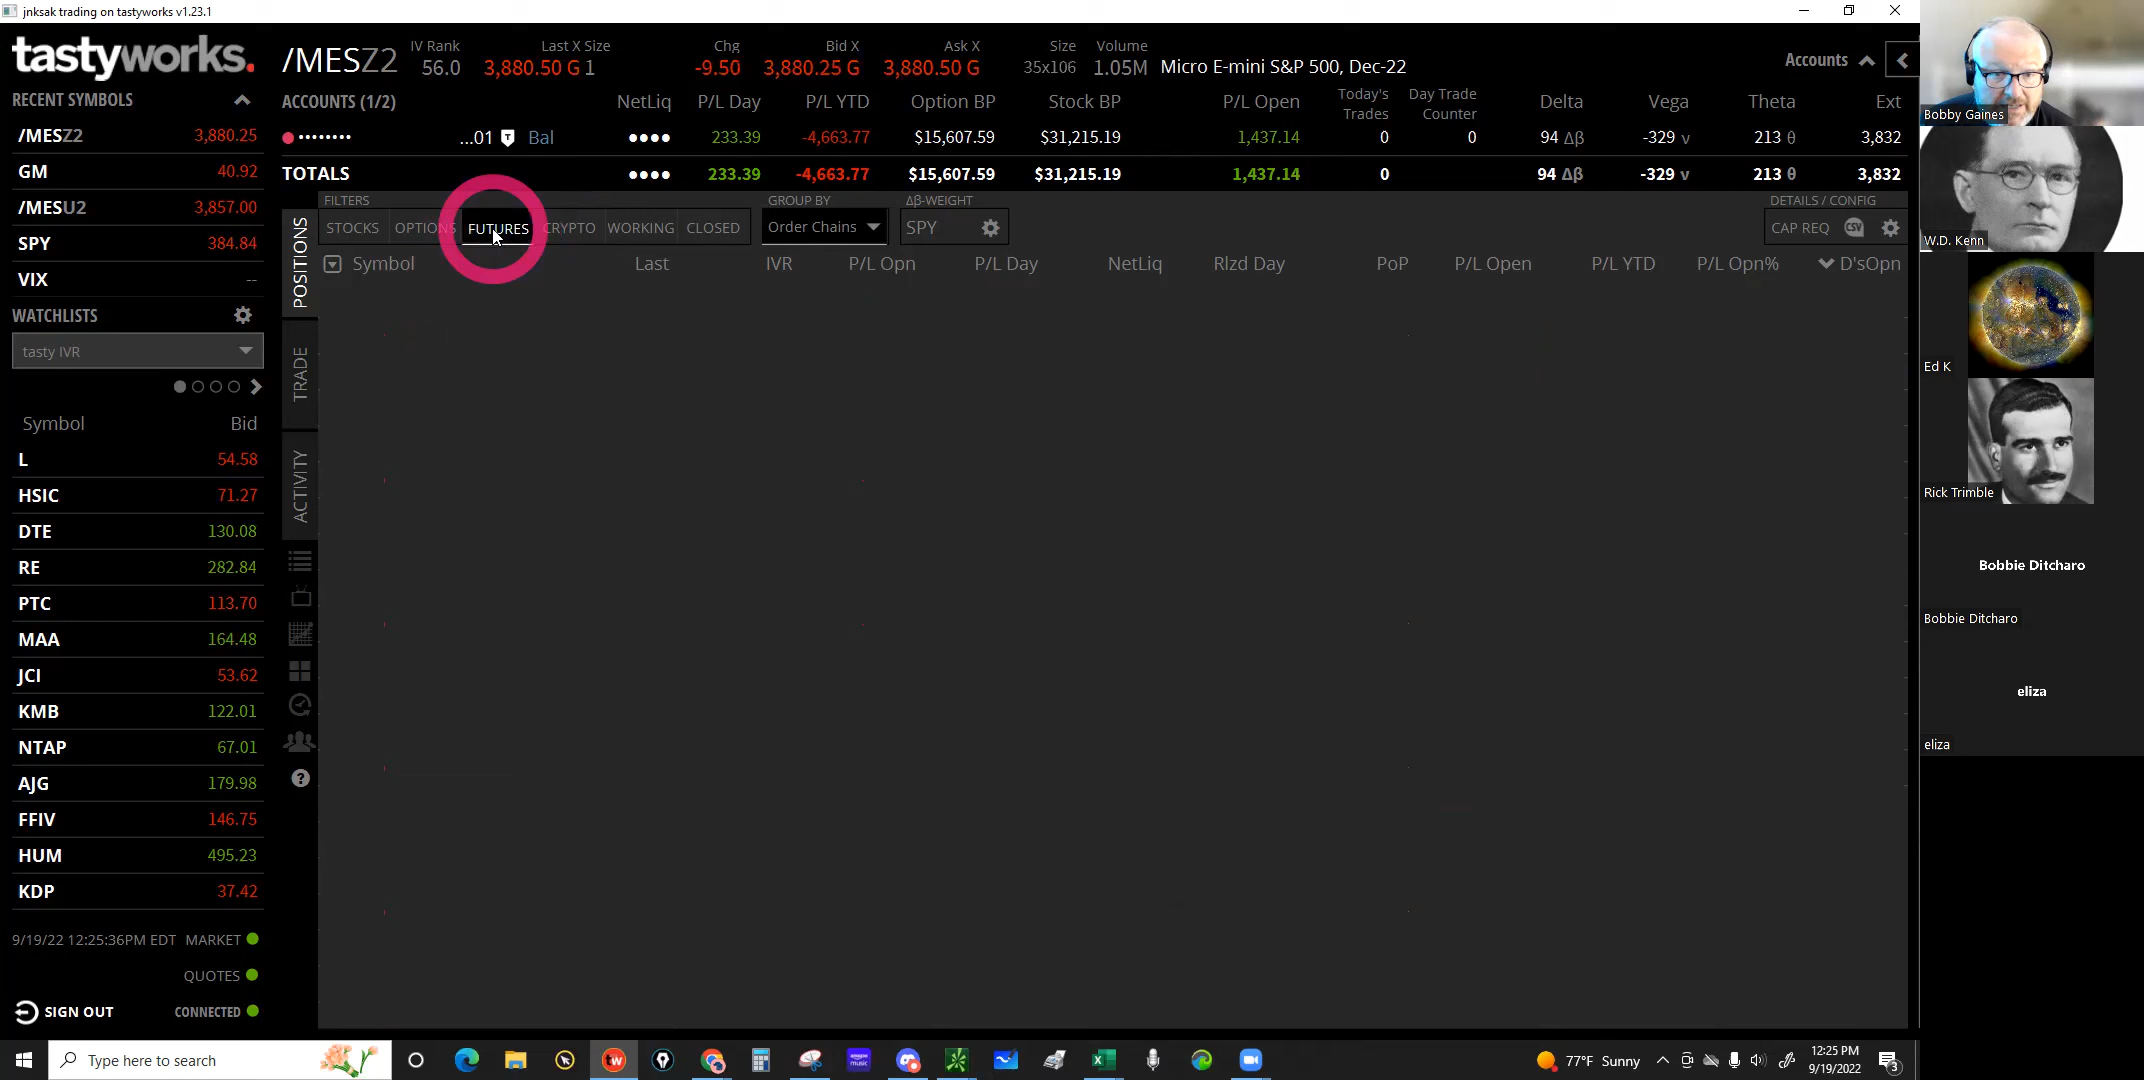 jnksak trading on tastyworks v1.23.1
tastyworks.
/MESZ2
IV Rank
56.0
Last X Size
3,880.50 G 1
Chg
-9.50
Bid X
3,880.25 G
Ask X
3,880.50 G
Size
35x106
Volume
1.05M
Micro E-mini S&P 500, Dec-22
Accounts
RECENT SYMBOLS
/MESZ2 3,880.25
GM 40.92
/MESU2 3,857.00
SPY 384.84
VIX --
WATCHLISTS
tasty IVR
Symbol Bid
L 54.58
HSIC 71.27
DTE 130.08
RE 282.84
PTC 113.70
MAA 164.48
JCI 53.62
KMB 122.01
NTAP 67.01
AJG 179.98
FFIV 146.75
HUM 495.23
KDP 37.42
9/19/22 12:25:36PM EDT MARKET
QUOTES
SIGN OUT CONNECTED
ACCOUNTS (1/2) NetLiq P/L Day P/L YTD Option BP Stock BP P/L Open Today's Trades Day Trade Counter Delta Vega Theta Ext
...01 Bal 233.39 -4,663.77 $15,607.59 $31,215.19 1,437.14 0 0 94 Δβ -329 ν 213 θ 3,832
TOTALS 233.39 -4,663.77 $15,607.59 $31,215.19 1,437.14 0 94 Δβ -329 ν 213 θ 3,832
FILTERS GROUP BY Δβ-WEIGHT DETAILS / CONFIG
STOCKS OPTIONS FUTURES CRYPTO WORKING CLOSED Order Chains SPY CAP REQ CSV
Symbol Last IVR P/L Opn P/L Day NetLiq Rlzd Day PoP P/L Open P/L YTD P/L Opn% D'sOpn
POSITIONS
TRADE
ACTIVITY
Bobby Gaines
W.D. Kenn
Ed K
Rick Trimble
Bobbie Ditcharo
Bobbie Ditcharo
eliza
eliza
Type here to search
tw
amazon music
77°F Sunny
12:25 PM
9/19/2022
3